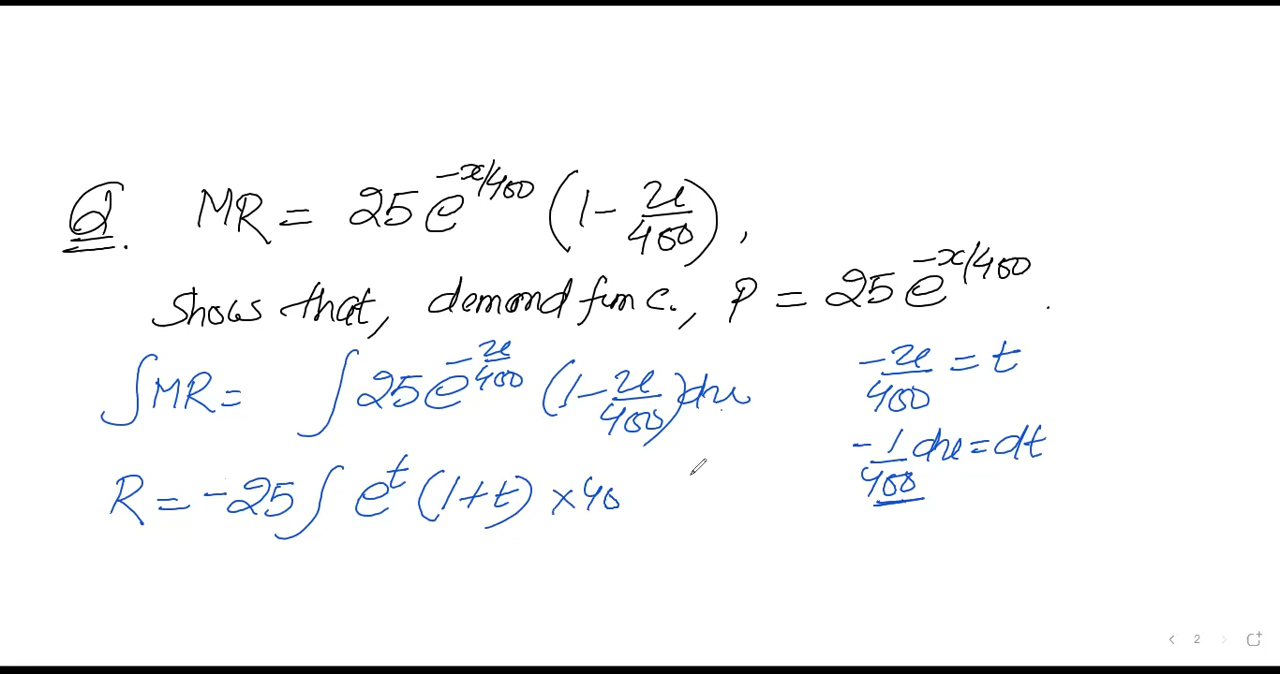 Q. MR = 25 e^{-x/400} (1 - x/400),
Shows that, demand func., P = 25 e^{-x/400}.
∫MR = ∫ 25 e^{-x/400} (1 - x/400) dx
-x/400 = t
-1/400 dx = dt
R = -25 ∫ e^t (1+t) × 40
2